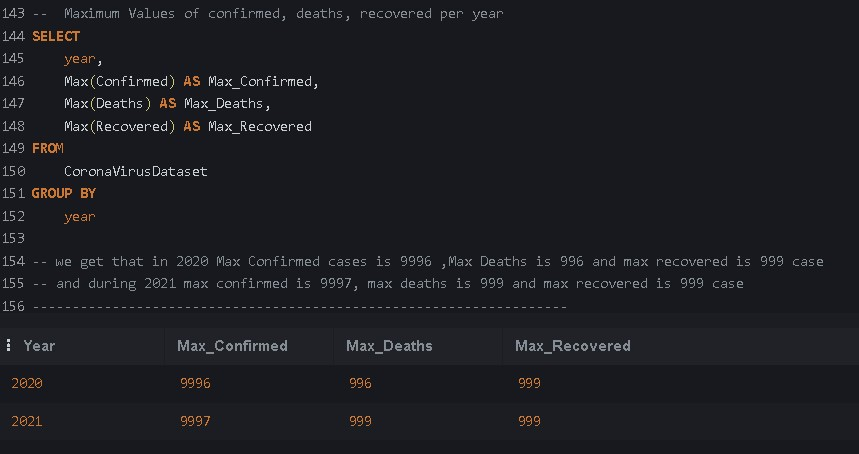 143 --  Maximum Values of confirmed, deaths, recovered per year
144 SELECT
145     year,
146     Max(Confirmed) AS Max_Confirmed,
147     Max(Deaths) AS Max_Deaths,
148     Max(Recovered) AS Max_Recovered
149 FROM
150     CoronaVirusDataset
151 GROUP BY
152     year
153
154 -- we get that in 2020 Max Confirmed cases is 9996 ,Max Deaths is 996 and max recovered is 999 case
155 -- and during 2021 max confirmed is 9997, max deaths is 999 and max recovered is 999 case
156 -------------------------------------------------------------------
Year Max_Confirmed Max_Deaths Max_Recovered
2020 9996 996 999
2021 9997 999 999